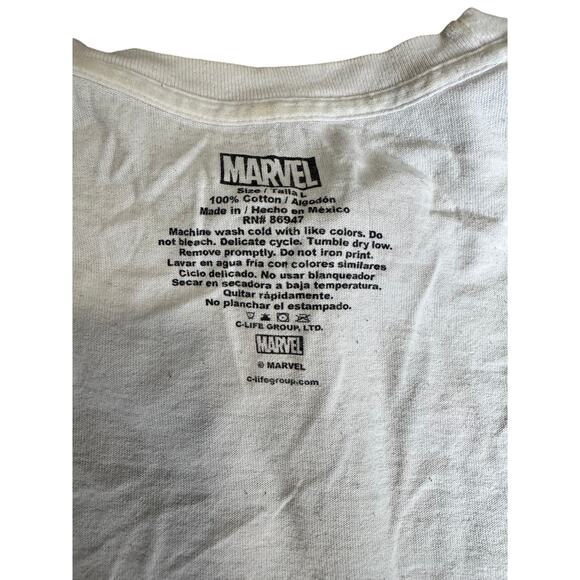 MARVEL
Size / Talla L
100% Cotton / Algodón
Made in / Hecho en México
RN# 86947
Machine wash cold with like colors. Do
not bleach. Delicate cycle. Tumble dry low.
Remove promptly. Do not iron print.
Lavar en agua fría con colores similares
Ciclo delicado. No usar blanqueador
Secar en secadora a baja temperatura.
Quitar rápidamente.
No planchar el estampado.
C-LIFE GROUP, LTD.
MARVEL
© MARVEL
c-lifegroup.com